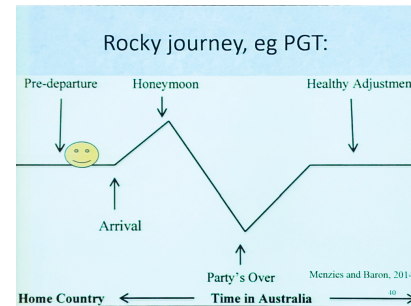 Rocky journey, eg PGT:
Pre-departure Honeymoon Healthy Adjustmen
Arrival
Party's Over
Menzies and Baron, 2014
10
Home Country Time in Australia